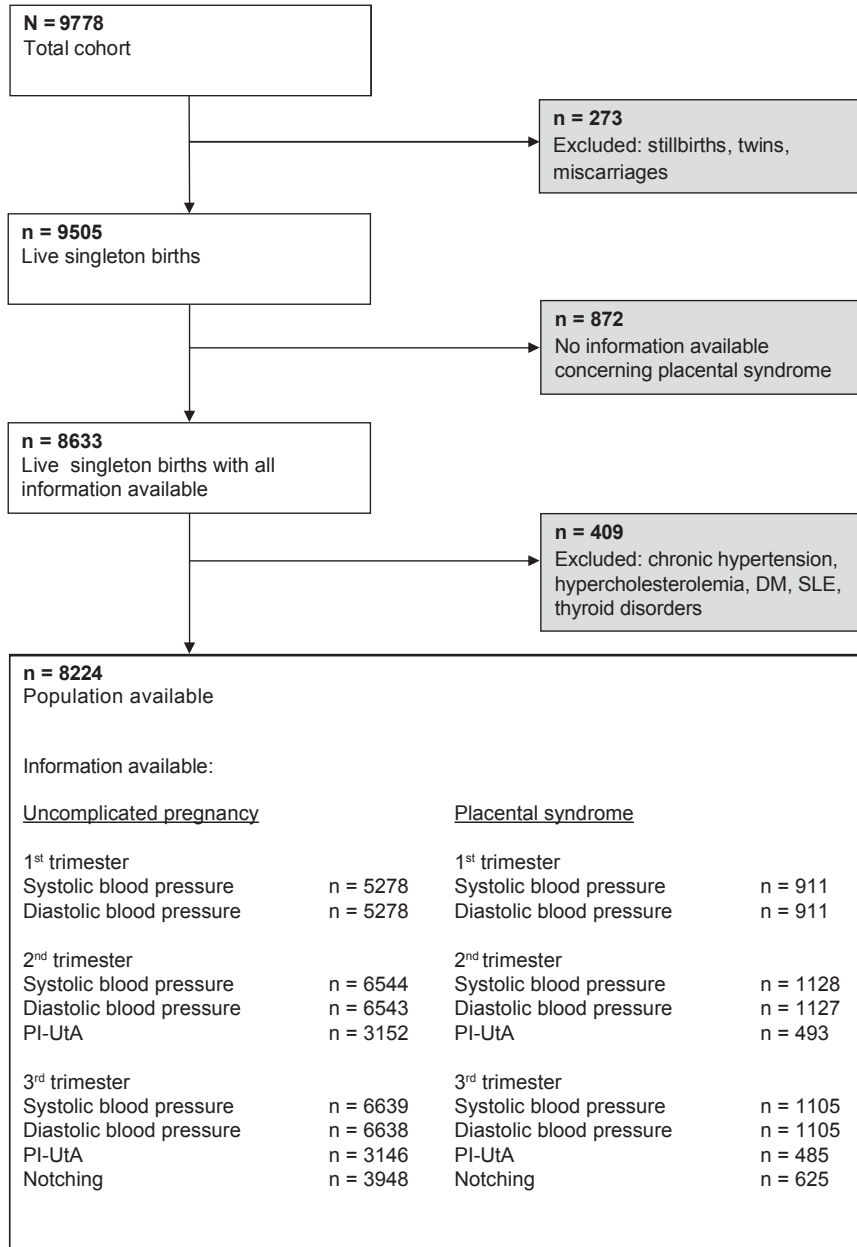 N = 9778
Total cohort
n = 273
Excluded: stillbirths, twins,
miscarriages
n = 9505
Live singleton births
n = 872
No information available
concerning placental syndrome
n = 8633
Live singleton births with all
information available
n = 409
Excluded: chronic hypertension,
hypercholesterolemia, DM, SLE,
thyroid disorders
n = 8224
Population available
Information available:
Uncomplicated pregnancy Placental syndrome
1st trimester 1st trimester
Systolic blood pressure n = 5278 Systolic blood pressure n = 911
Diastolic blood pressure n = 5278 Diastolic blood pressure n = 911
2nd trimester 2nd trimester
Systolic blood pressure n = 6544 Systolic blood pressure n = 1128
Diastolic blood pressure n = 6543 Diastolic blood pressure n = 1127
PI-UtA n = 3152 PI-UtA n = 493
3rd trimester 3rd trimester
Systolic blood pressure n = 6639 Systolic blood pressure n = 1105
Diastolic blood pressure n = 6638 Diastolic blood pressure n = 1105
PI-UtA n = 3146 PI-UtA n = 485
Notching n = 3948 Notching n = 625